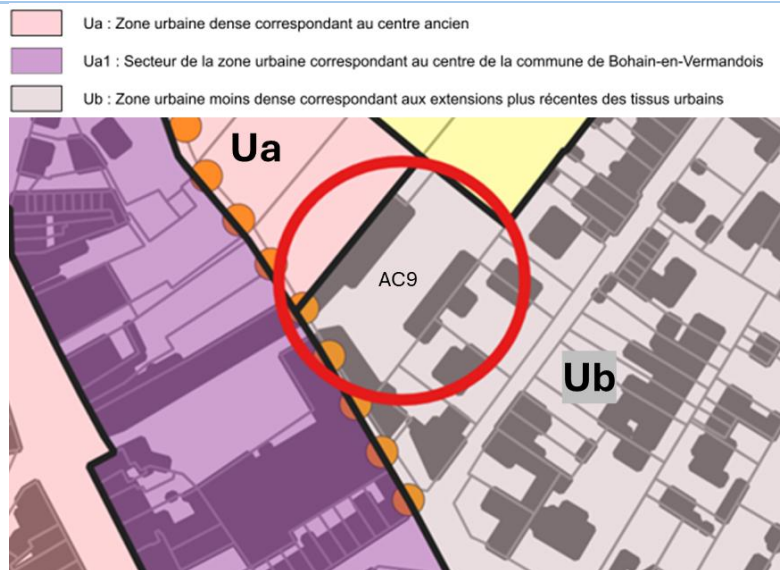 Ua : Zone urbaine dense correspondant au centre ancien
Ua1 : Secteur de la zone urbaine correspondant au centre de la commune de Bohain-en-Vermandois
Ub : Zone urbaine moins dense correspondant aux extensions plus récentes des tissus urbains
Ua
AC9
Ub